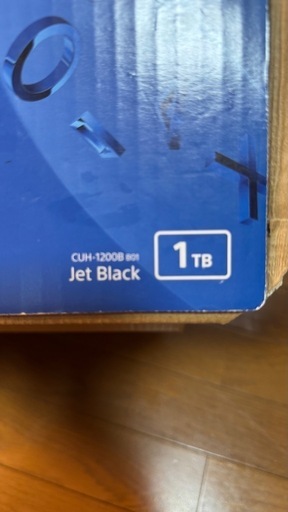 CUH-1200B B01
Jet Black
1TB